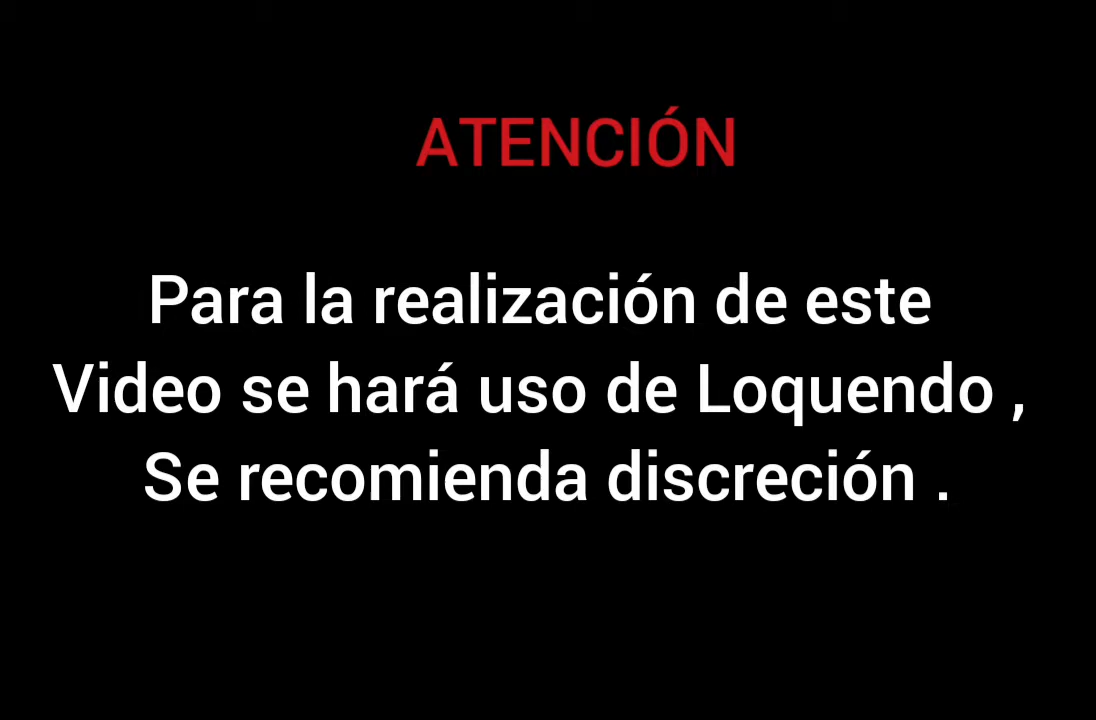 ATENCIÓN
Para la realización de este
Video se hará uso de Loquendo ,
Se recomienda discreción .